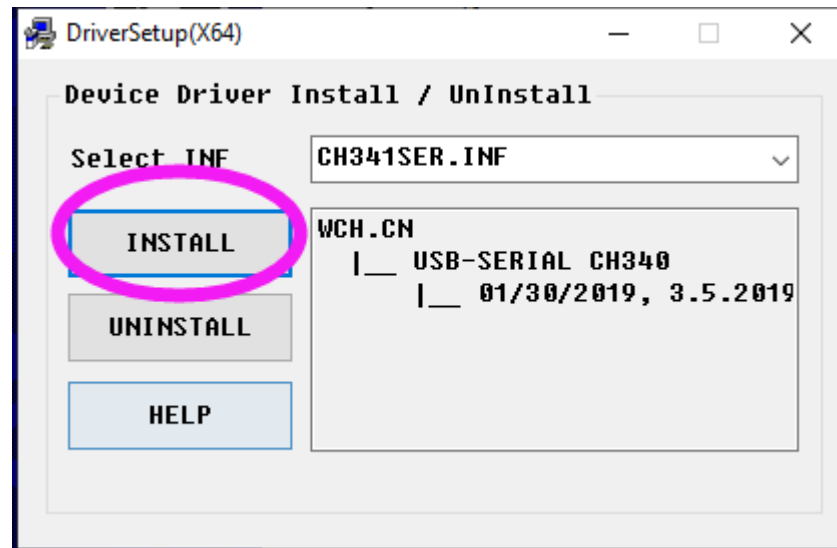 DriverSetup(X64)
Device Driver Install / UnInstall
Select INF
CH341SER.INF
INSTALL
UNINSTALL
HELP
WCH.CN
|__ USB-SERIAL CH340
|__ 01/30/2019, 3.5.2019